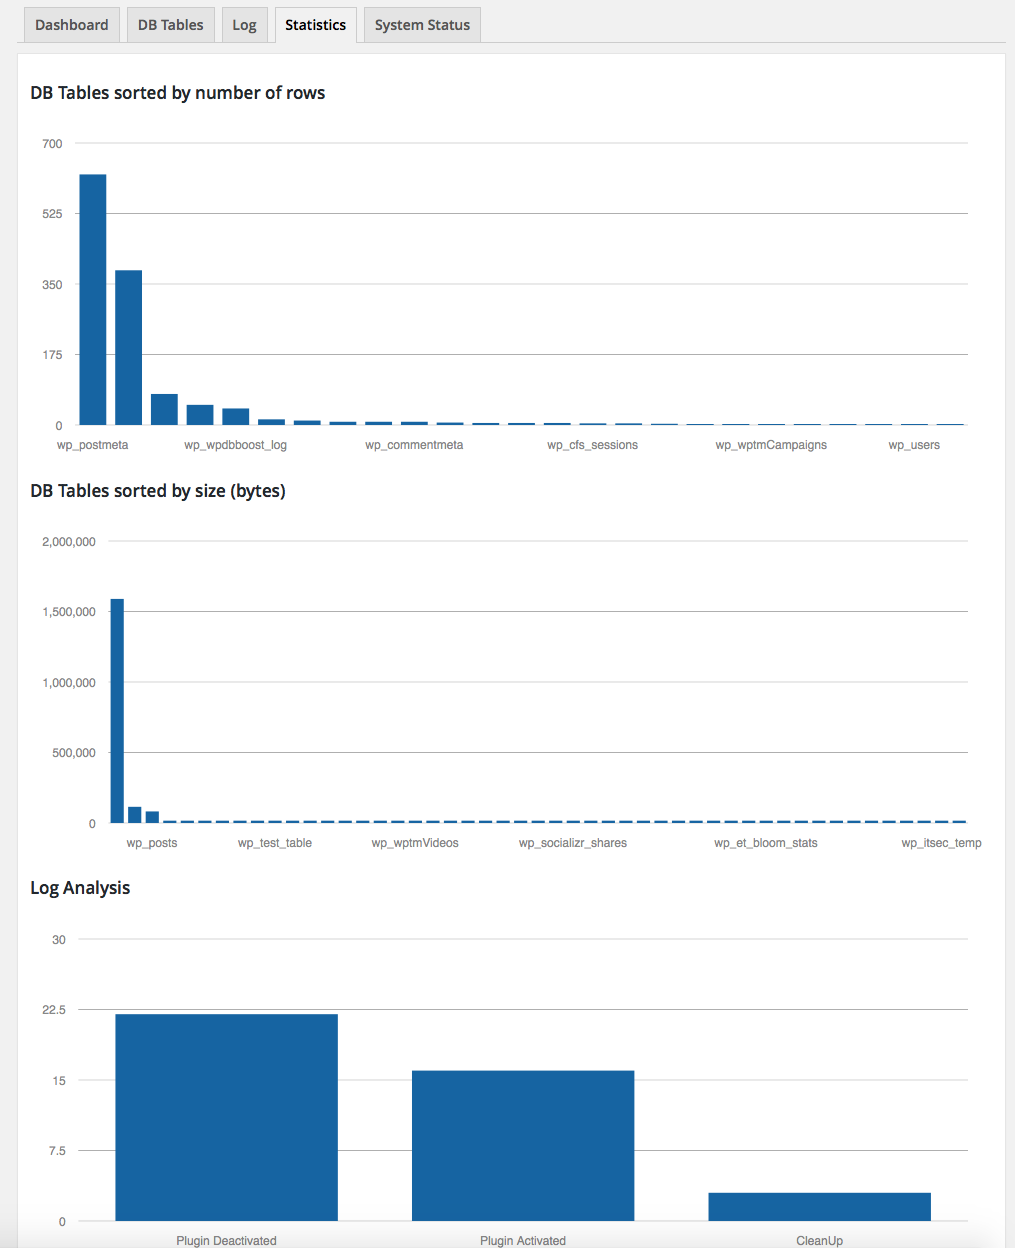 Dashboard DB Tables Log Statistics System Status
DB Tables sorted by number of rows
700
525
350
175
0
wp_postmeta wp_wpdbboost_log wp_commentmeta wp_cfs_sessions wp_wptmCampaigns wp_users
DB Tables sorted by size (bytes)
2,000,000
1,500,000
1,000,000
500,000
0
wp_posts wp_test_table wp_wptmVideos wp_socializr_shares wp_et_bloom_stats wp_itsec_temp
Log Analysis
30
22.5
15
7.5
0
Plugin Deactivated Plugin Activated CleanUp